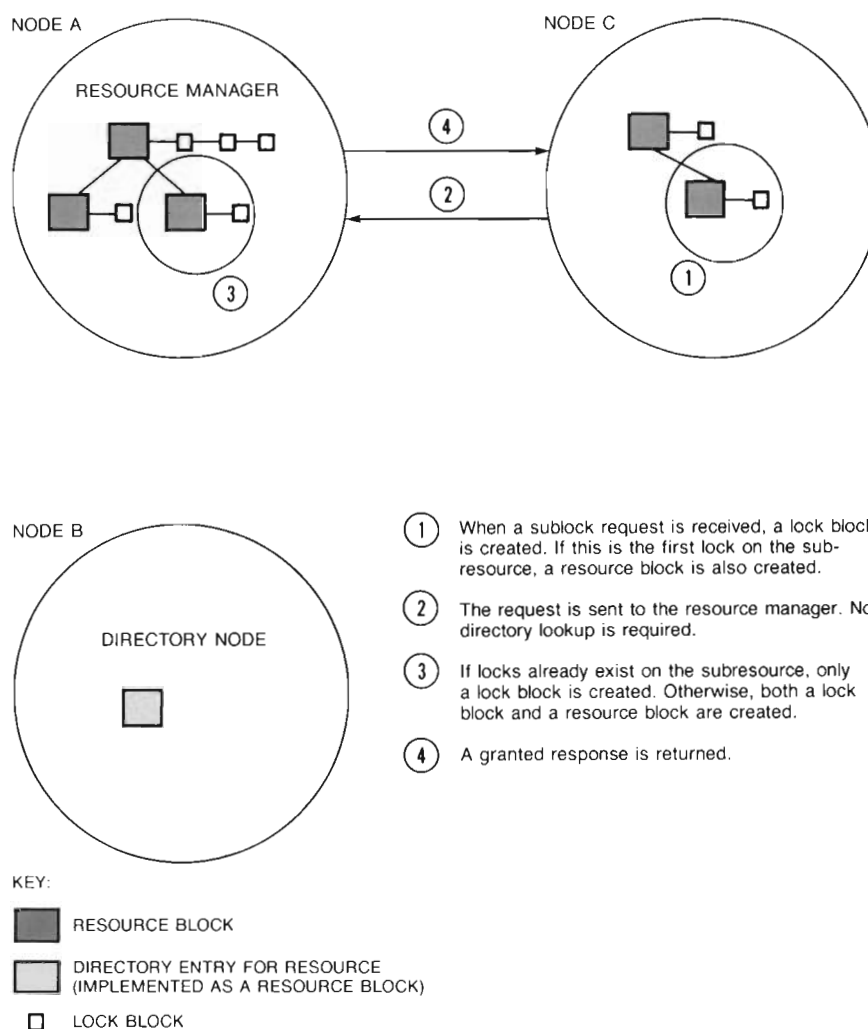 NODE A
NODE C
RESOURCE MANAGER
4
2
3
1
NODE B
DIRECTORY NODE
1 When a sublock request is received, a lock block
is created. If this is the first lock on the sub-
resource, a resource block is also created.
2 The request is sent to the resource manager. No
directory lookup is required.
3 If locks already exist on the subresource, only
a lock block is created. Otherwise, both a lock
block and a resource block are created.
4 A granted response is returned.
KEY:
RESOURCE BLOCK
DIRECTORY ENTRY FOR RESOURCE
(IMPLEMENTED AS A RESOURCE BLOCK)
LOCK BLOCK